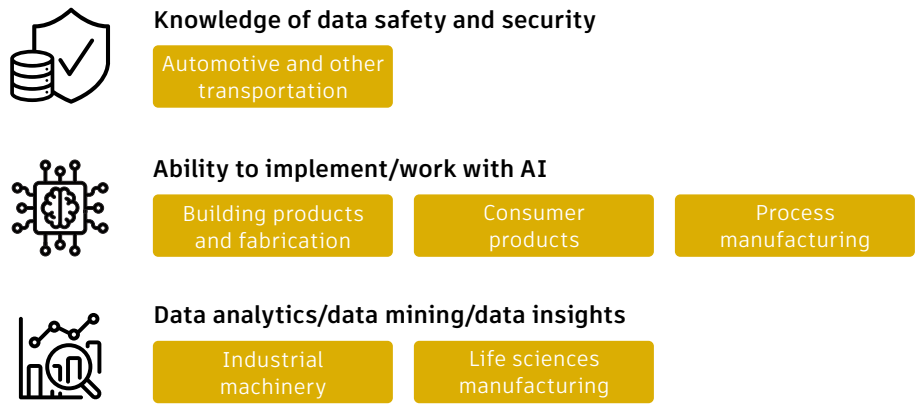 Knowledge of data safety and security
Automotive and other
transportation
Ability to implement/work with AI
Building products
and fabrication
Consumer
products
Process
manufacturing
Data analytics/data mining/data insights
Industrial
machinery
Life sciences
manufacturing